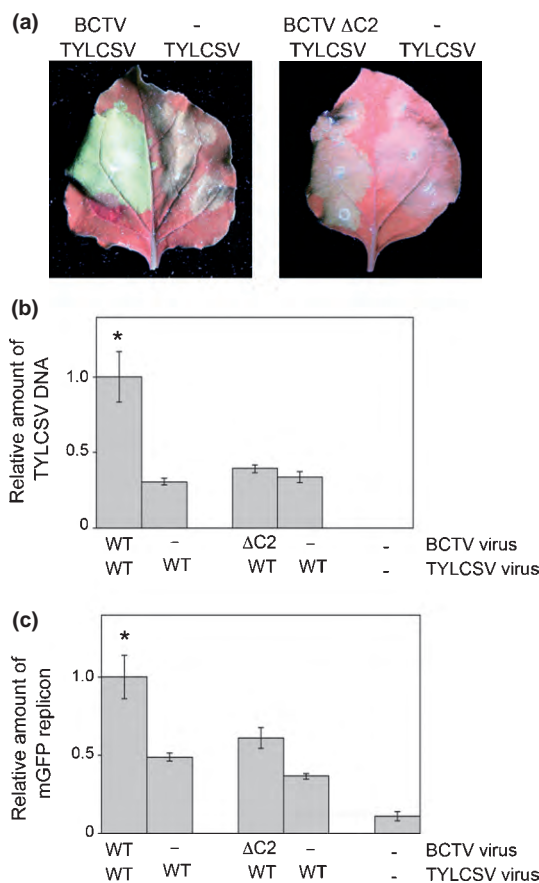 (a)
BCTV - BCTV ΔC2 -
TYLCSV TYLCSV TYLCSV TYLCSV
(b)
Relative amount of
TYLCSV DNA
1.0
0.5
0
*
WT - ΔC2 - - BCTV virus
WT WT WT WT - TYLCSV virus
(c)
Relative amount of
mGFP replicon
1.0
0.5
0
*
WT - ΔC2 - - BCTV virus
WT WT WT WT - TYLCSV virus